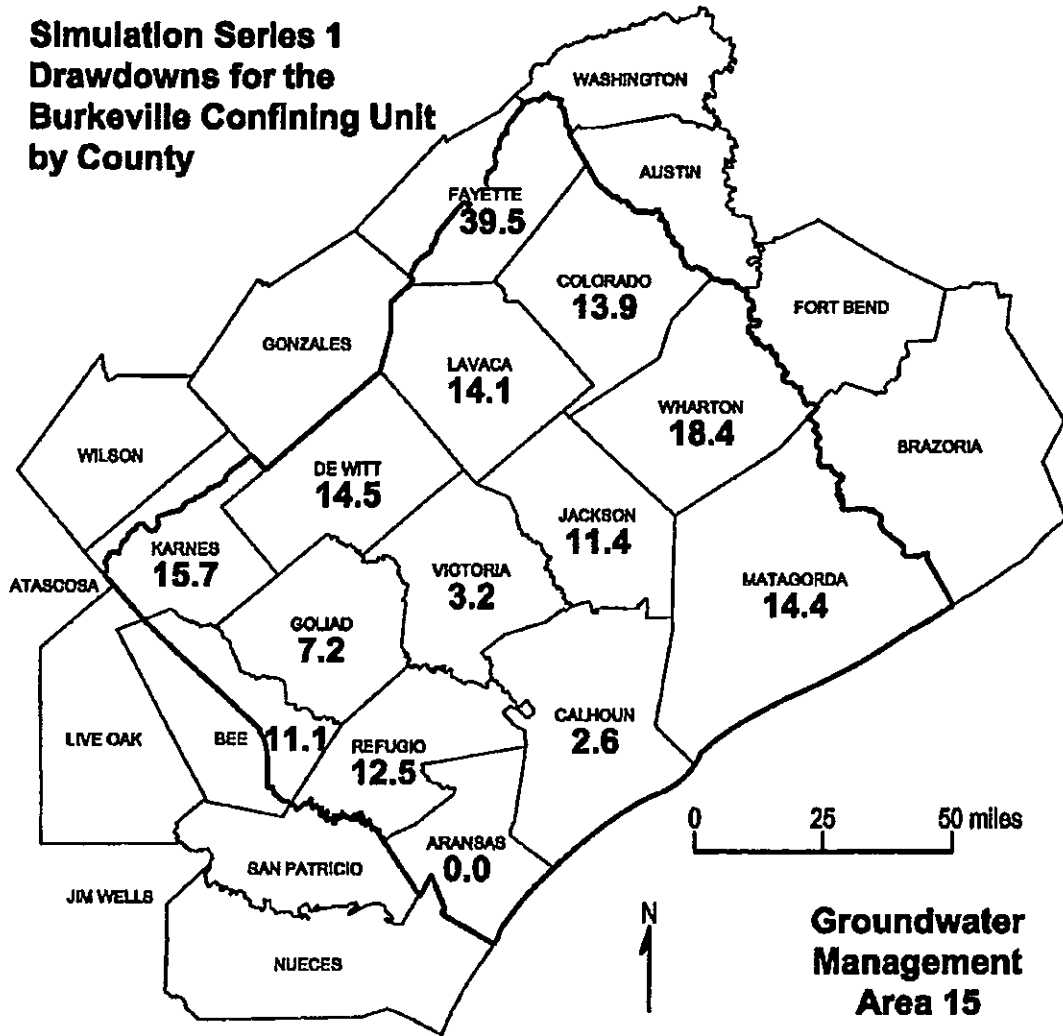 Simulation Series 1
Drawdowns for the
Burkeville Confining Unit
by County
WASHINGTON
AUSTIN
FAYETTE
39.5
COLORADO
13.9
FORT BEND
GONZALES
LAVACA
14.1
WHARTON
18.4
BRAZORIA
WILSON
DE WITT
14.5
JACKSON
11.4
KARNES
15.7
VICTORIA
3.2
MATAGORDA
14.4
ATASCOSA
GOLIAD
7.2
CALHOUN
2.6
LIVE OAK
BEE
11.1
REFUGIO
12.5
ARANSAS
0.0
SAN PATRICIO
JIM WELLS
NUECES
0 25 50 miles
N
Groundwater
Management
Area 15